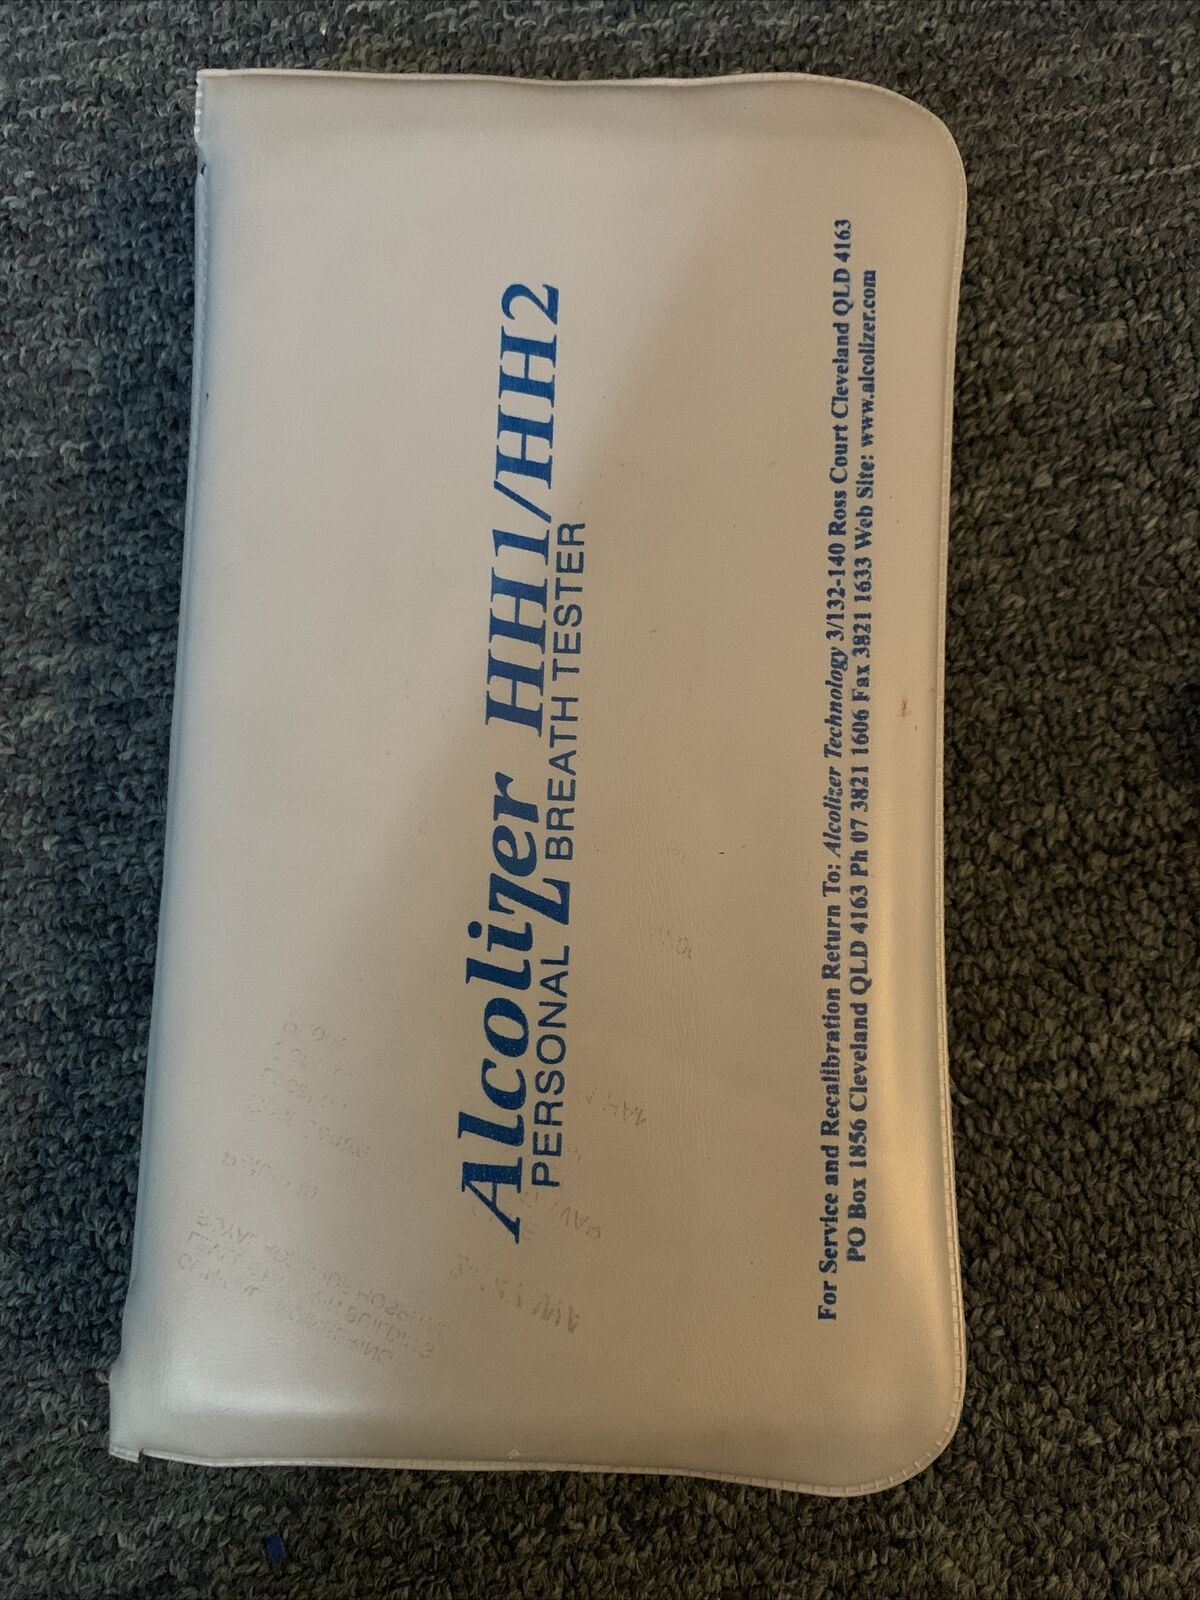 Alcolizer HH1/HH2
PERSONAL BREATH TESTER
For Service and Recalibration Return To: Alcolizer Technology 3/132-140 Ross Court Cleveland QLD 4163
PO Box 1856 Cleveland QLD 4163 Ph 07 3821 1606 Fax 3821 1633 Web Site: www.alcolizer.com